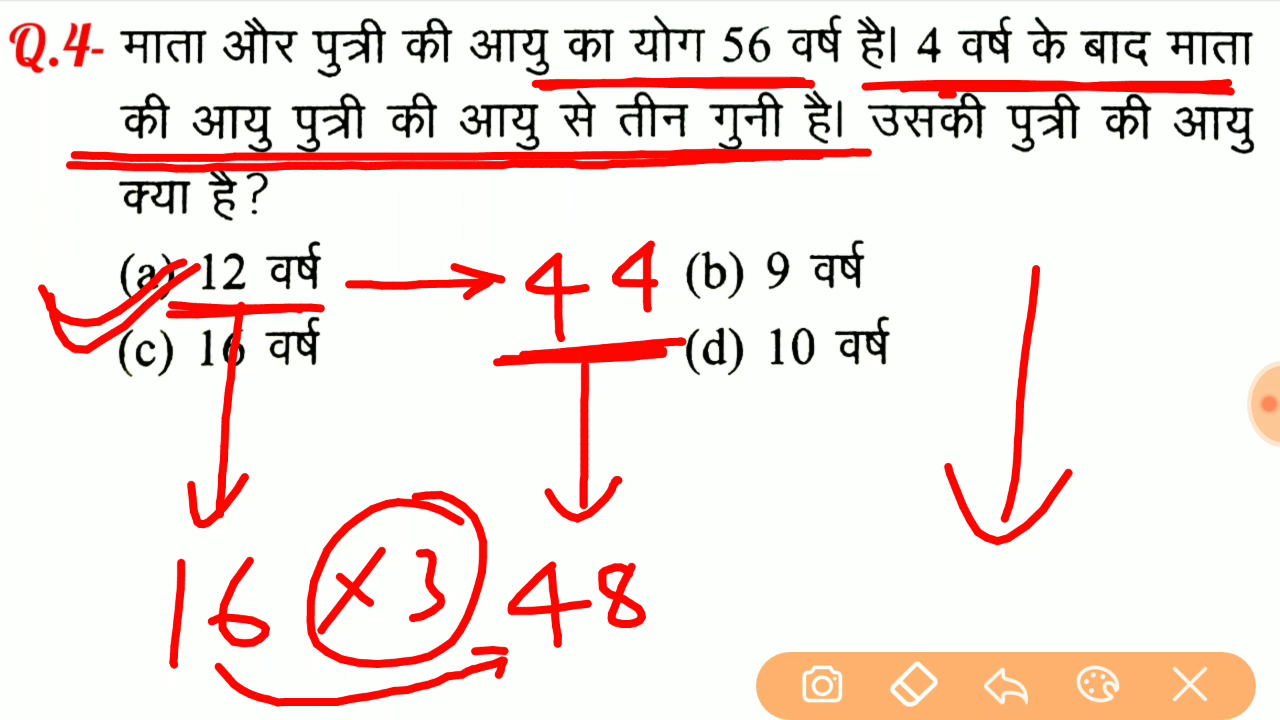 Q.4- माता और पुत्री की आयु का योग 56 वर्ष है। 4 वर्ष के बाद माता
की आयु पुत्री की आयु से तीन गुनी है। उसकी पुत्री की आयु
क्या है?
(a) 12 वर्ष 44 (b) 9 वर्ष
(c) 16 वर्ष (d) 10 वर्ष
16 ×3 48